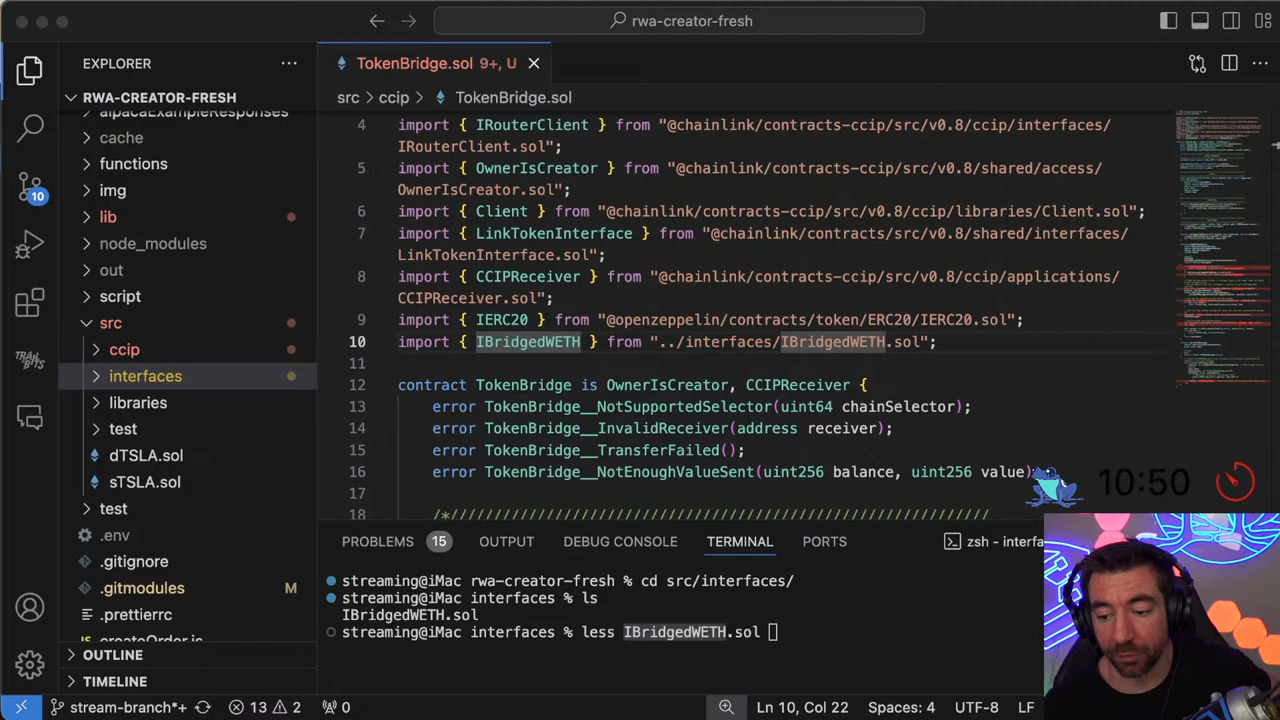 rwa-creator-fresh
EXPLORER
RWA-CREATOR-FRESH
alpacaExampleResponses
cache
functions
img
lib
node_modules
out
script
src
ccip
interfaces
libraries
test
dTSLA.sol
sTSLA.sol
test
.env
.gitignore
.gitmodules M
.prettierrc
createOrder.js
OUTLINE
TIMELINE
TRAIL OF BITS
10
TokenBridge.sol 9+, U
src > ccip > TokenBridge.sol
4 import { IRouterClient } from "@chainlink/contracts-ccip/src/v0.8/ccip/interfaces/
IRouterClient.sol";
5 import { OwnerIsCreator } from "@chainlink/contracts-ccip/src/v0.8/shared/access/
OwnerIsCreator.sol";
6 import { Client } from "@chainlink/contracts-ccip/src/v0.8/ccip/libraries/Client.sol";
7 import { LinkTokenInterface } from "@chainlink/contracts/src/v0.8/shared/interfaces/
LinkTokenInterface.sol";
8 import { CCIPReceiver } from "@chainlink/contracts-ccip/src/v0.8/ccip/applications/
CCIPReceiver.sol";
9 import { IERC20 } from "@openzeppelin/contracts/token/ERC20/IERC20.sol";
10 import { IBridgedWETH } from "../interfaces/IBridgedWETH.sol";
11
12 contract TokenBridge is OwnerIsCreator, CCIPReceiver {
13 error TokenBridge__NotSupportedSelector(uint64 chainSelector);
14 error TokenBridge__InvalidReceiver(address receiver);
15 error TokenBridge__TransferFailed();
16 error TokenBridge__NotEnoughValueSent(uint256 balance, uint256 value);
17
18 /*////////////////////////////////////////////////
10:50
PROBLEMS 15 OUTPUT DEBUG CONSOLE TERMINAL PORTS zsh - interfa
streaming@iMac rwa-creator-fresh % cd src/interfaces/
streaming@iMac interfaces % ls
IBridgedWETH.sol
streaming@iMac interfaces % less IBridgedWETH.sol
stream-branch*+ 13 2 0 Ln 10, Col 22 Spaces: 4 UTF-8 LF